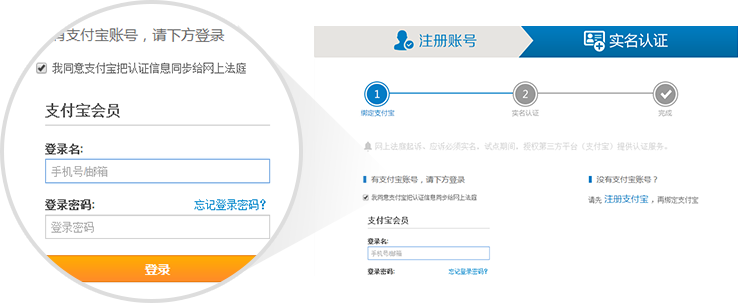 有支付宝账号，请下方登录
我同意支付宝把认证信息同步给网上法庭
支付宝会员
登录名:
手机号/邮箱
登录密码:
忘记登录密码?
登录密码
登录
注册账号
实名认证
1
2
绑定支付宝
实名认证
完成
网上法庭起诉、应诉必须实名。试点期间，授权第三方平台（支付宝）提供认证服务。
有支付宝账号，请下方登录
没有支付宝账号？
我同意支付宝把认证信息同步给网上法庭
请先 注册支付宝 ，再绑定支付宝
支付宝会员
登录名:
手机号/邮箱
登录密码:
忘记登录密码?